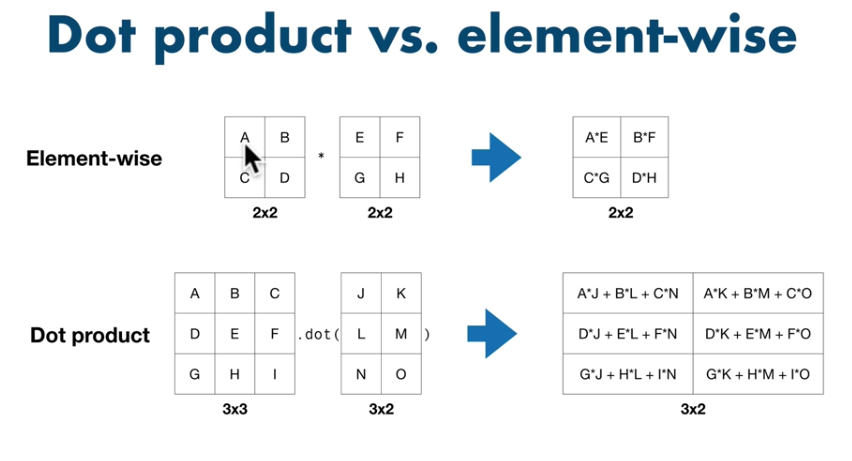 Dot product vs. element-wise
Element-wise
A B
C D
2x2
*
E F
G H
2x2
A*E B*F
C*G D*H
2x2
Dot product
A B C
D E F
G H I
3x3
.dot(
J K
L M
N O
)
3x2
A*J + B*L + C*N A*K + B*M + C*O
D*J + E*L + F*N D*K + E*M + F*O
G*J + H*L + I*N G*K + H*M + I*O
3x2